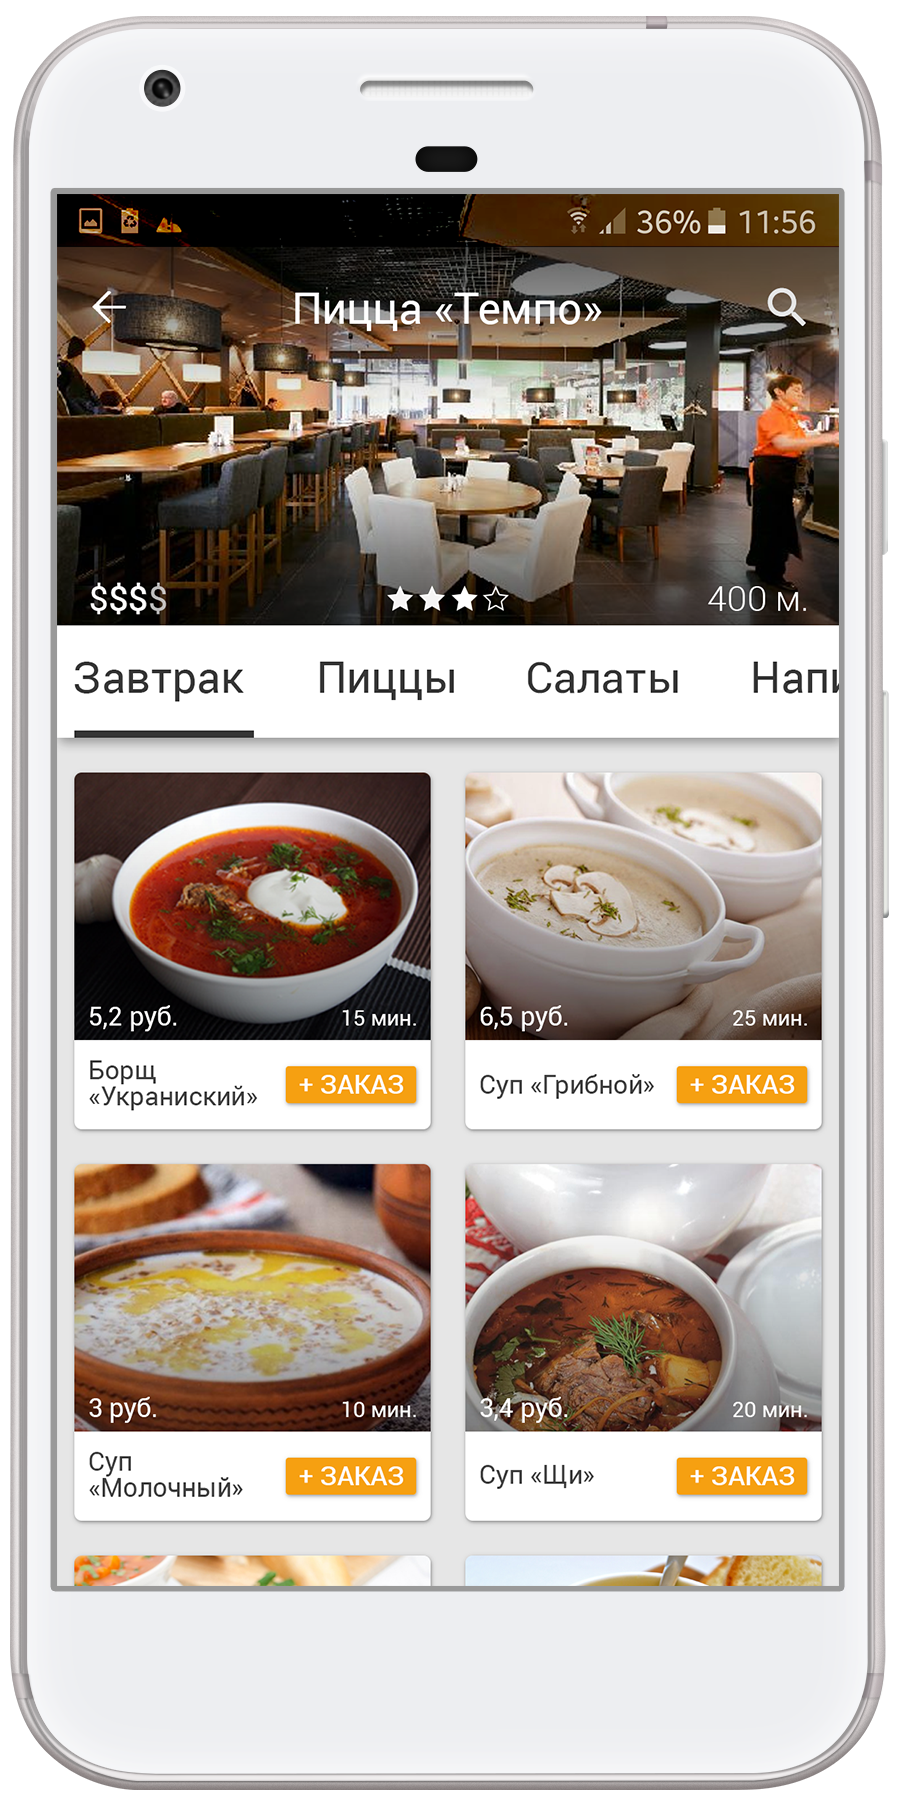 36% 11:56
Пицца «Темпо»
$$$$ 400 м.
Завтрак Пиццы Салаты Напи
5,2 руб. 15 мин.
6,5 руб. 25 мин.
Борщ
«Украниский»
+ ЗАКАЗ
Суп «Грибной»
+ ЗАКАЗ
3 руб. 10 мин.
3,4 руб. 20 мин.
Суп
«Молочный»
+ ЗАКАЗ
Суп «Щи»
+ ЗАКАЗ